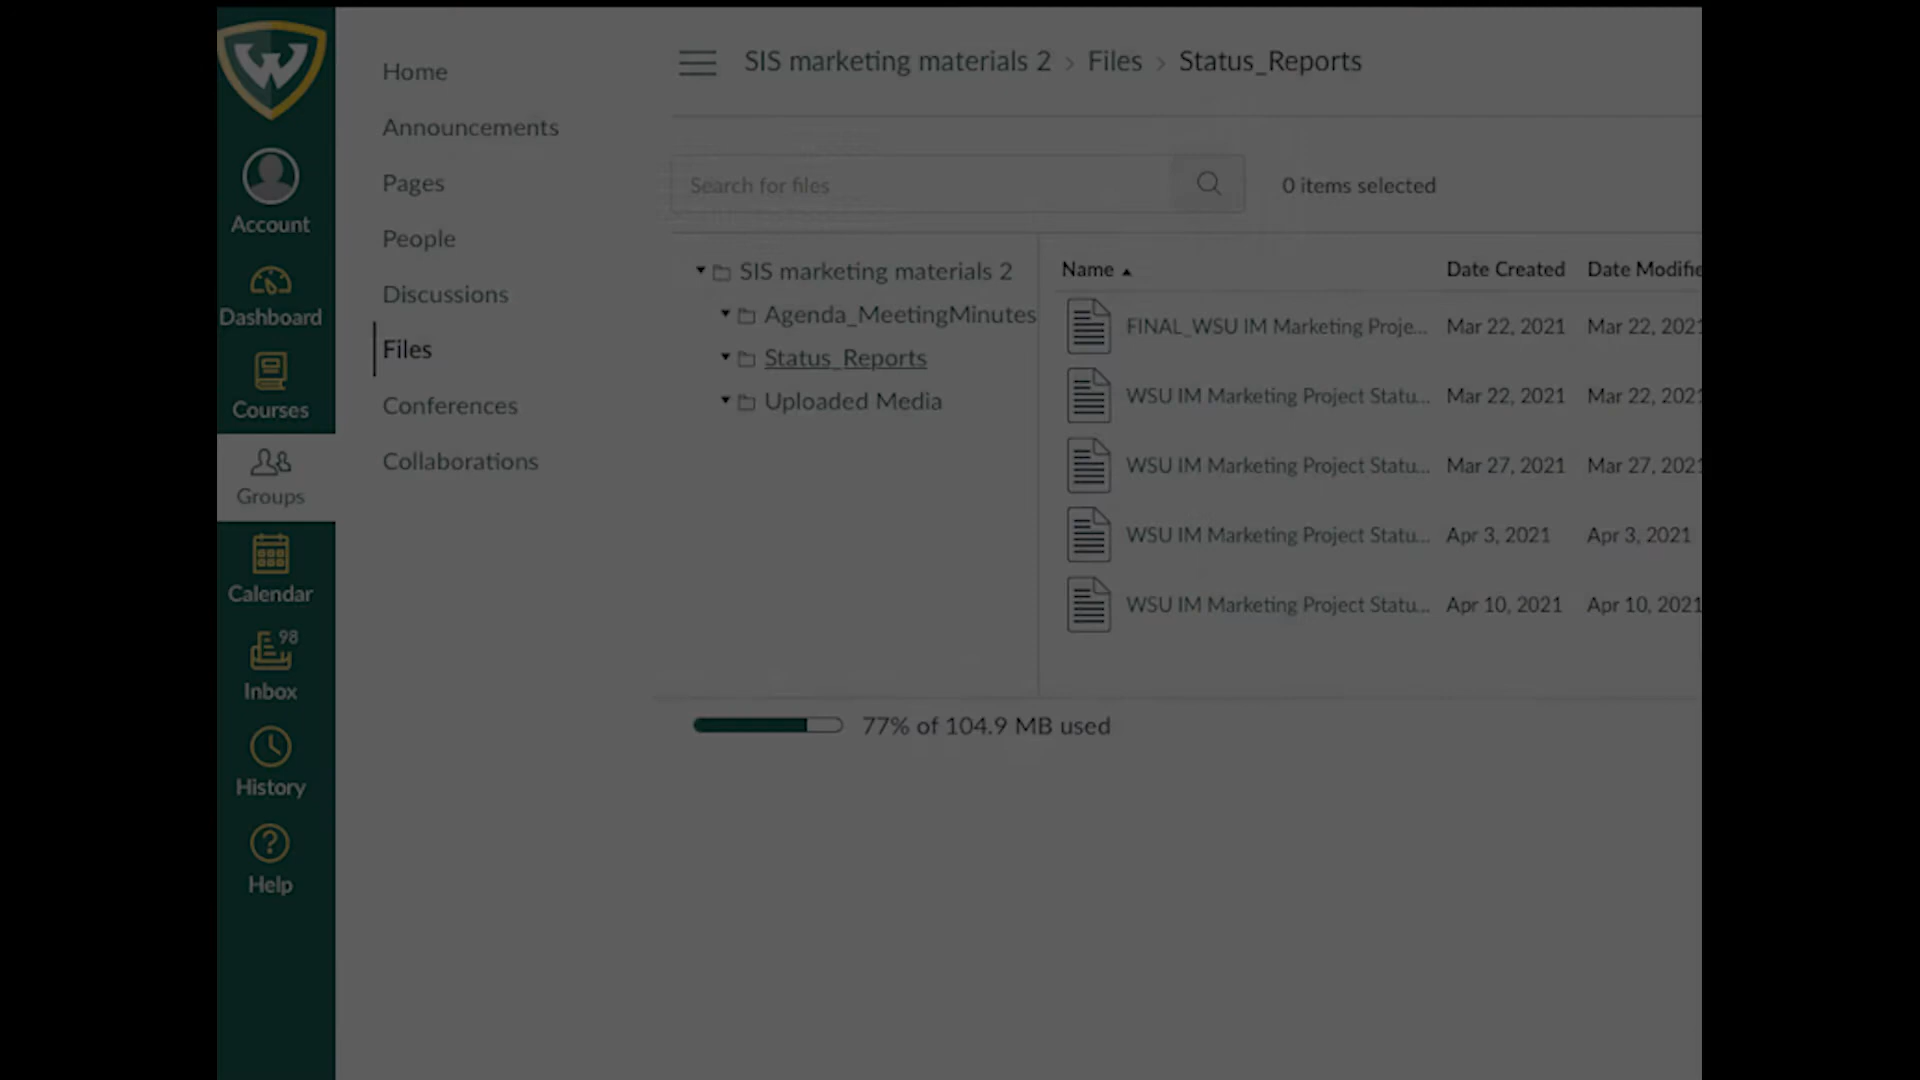 W
Account
Dashboard
Courses
Groups
Calendar
98
Inbox
History
Help
Home
Announcements
Pages
People
Discussions
Files
Conferences
Collaborations
SIS marketing materials 2 > Files > Status_Reports
Search for files
0 items selected
SIS marketing materials 2
Agenda_MeetingMinutes
Status_Reports
Uploaded Media
Name Date Created Date Modifie
FINAL_WSU IM Marketing Proje... Mar 22, 2021 Mar 22, 2021
WSU IM Marketing Project Statu... Mar 22, 2021 Mar 22, 2021
WSU IM Marketing Project Statu... Mar 27, 2021 Mar 27, 2021
WSU IM Marketing Project Statu... Apr 3, 2021 Apr 3, 2021
WSU IM Marketing Project Statu... Apr 10, 2021 Apr 10, 2021
77% of 104.9 MB used